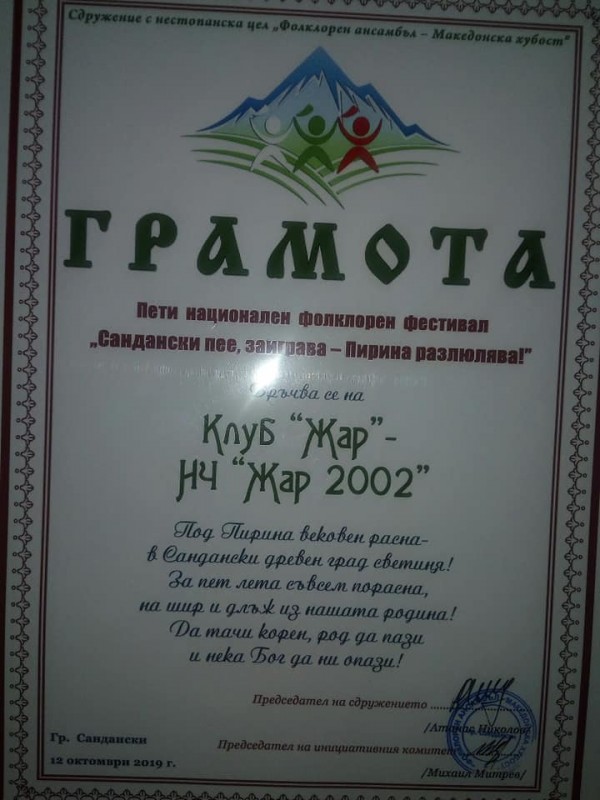 Сдружение с нестопанска цел „Фолклорен ансамбъл – Македонска хубост"
ГРАМОТА
Пети национален фолклорен фестивал
„Сандански пее, заиграва – Пирина разлюлява!"
Връчва се на
Клуб "Жар"-
НЧ "Жар 2002"
Под Пирина вековен расна-
в Сандански древен град светиня!
За пет лета съвсем порасна,
на шир и длъж из нашата родина!
Да тачи корен, род да пази
и нека Бог да ни опази!
Председател на сдружението
/Атанас Николов/
Гр. Сандански
Председател на инициативния комитет
12 октомври 2019 г.
/Михаил Митрев/